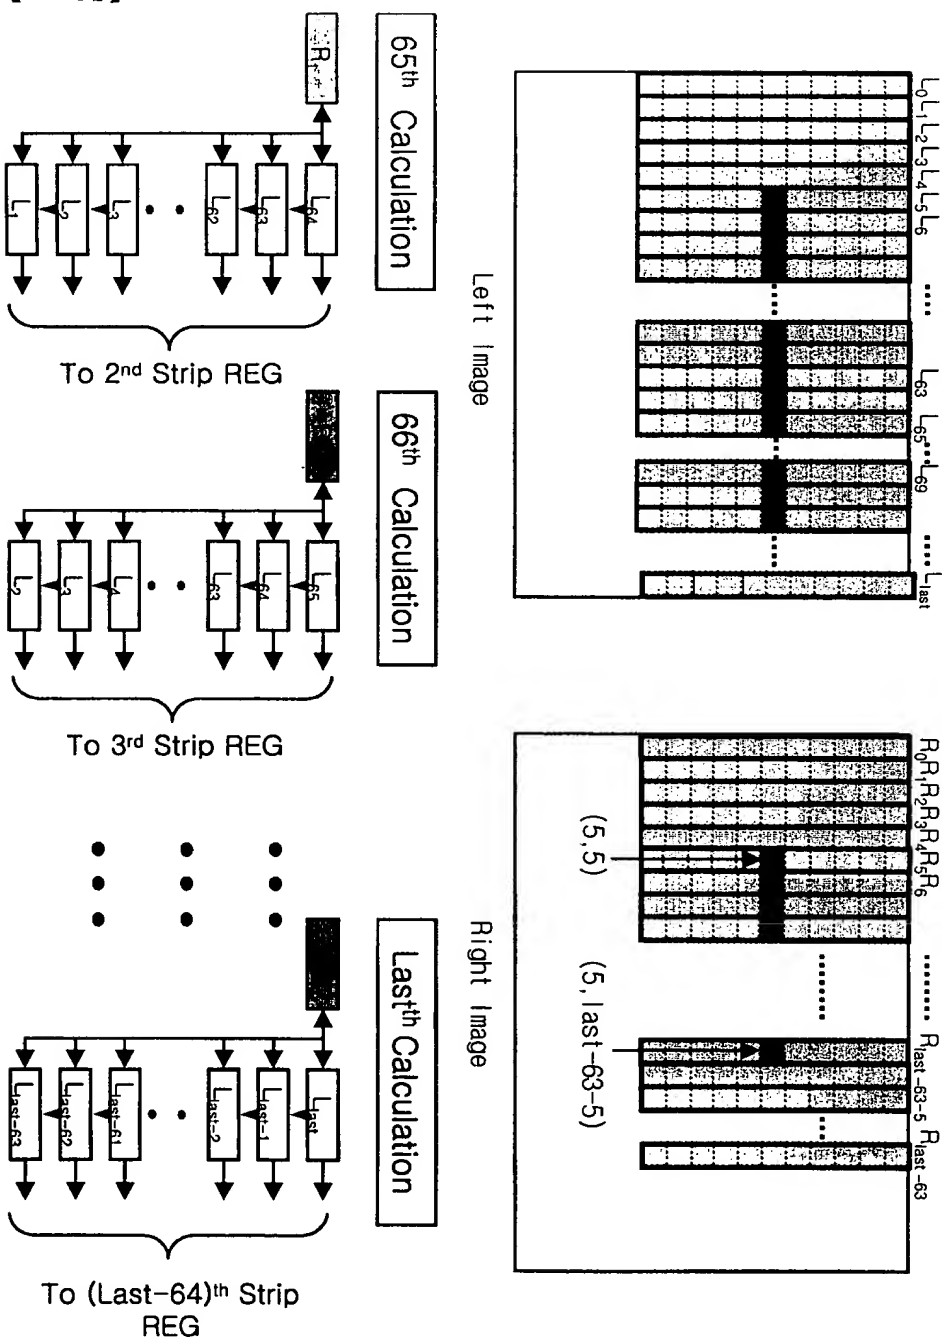 65th Calculation
L64
L63
L62
L3
L2
L1
To 2nd Strip REG
66th Calculation
L65
L64
L63
L4
L3
L2
To 3rd Strip REG
Lastth Calculation
Llast
Llast-1
Llast-2
Llast-61
Llast-62
Llast-63
To (Last-64)th Strip
REG
L0 L1 L2 L3 L4 L5 L6
L63 L65
L69
Llast
Left Image
R0 R1 R2 R3 R4 R5 R6
Rlast-63-5
Rlast-63
(5,5)
(5,last-63-5)
Right Image